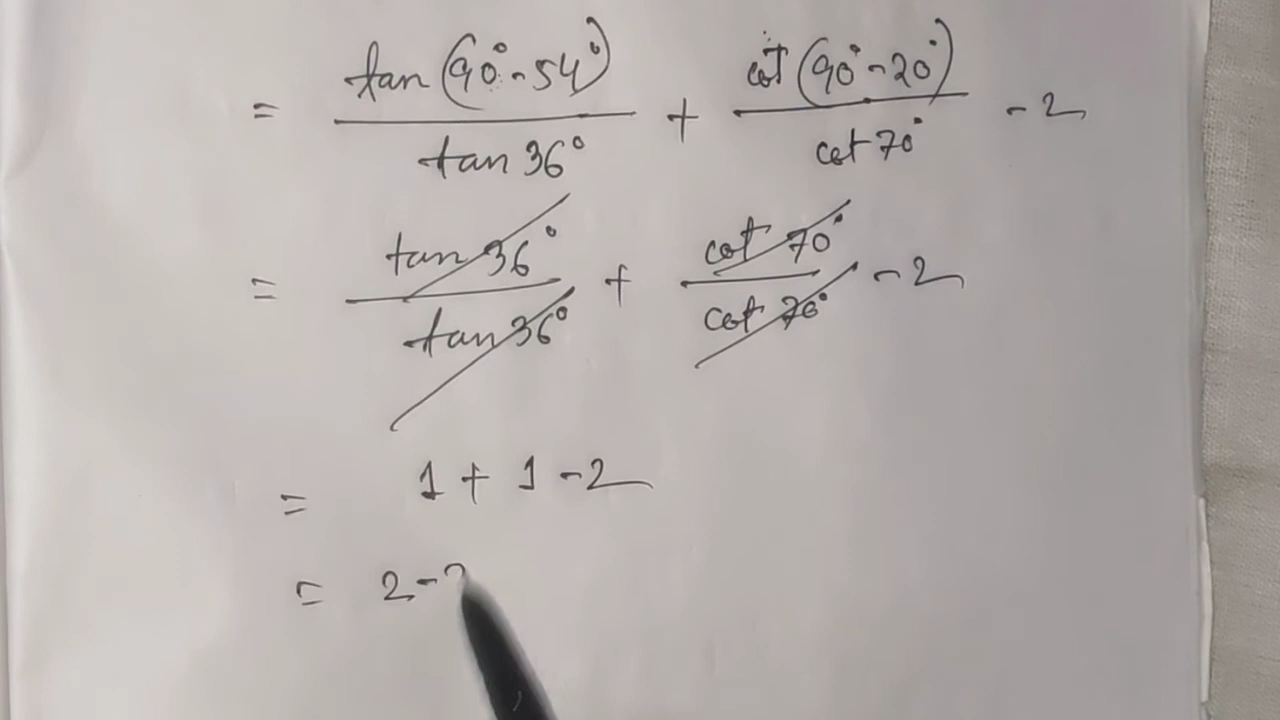 = tan (90° - 54°) / tan 36° + cot (90° - 20°) / cot 70° - 2
= tan 36° / tan 36° + cot 70° / cot 70° - 2
= 1 + 1 - 2
= 2 -